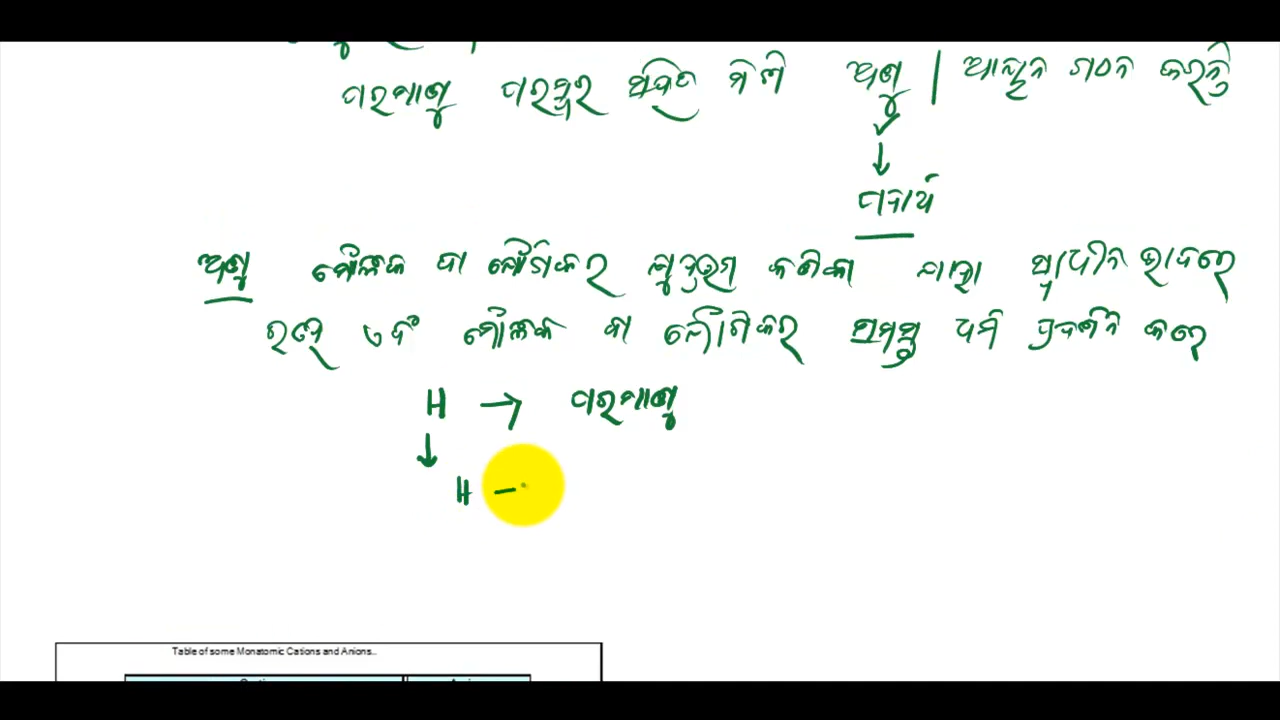 ପରମାଣୁ ପରସ୍ପର ସହିତ ମିଶି ଅଣୁ / ଆୟନ ଗଠନ କରନ୍ତି
↓
ପଦାର୍ଥ
ଅଣୁ ମୌଳିକ ବା ଯୌଗିକର କ୍ଷୁଦ୍ରତମ କଣିକା ଯାହା ସ୍ୱାଧୀନ ଭାବରେ
ରହେ ଏବଂ ମୌଳିକ ବା ଯୌଗିକର ସମସ୍ତ ଧର୍ମ ପ୍ରଦର୍ଶନ କରେ
H → ପରମାଣୁ
↓
H —
Table of some Monatomic Cations and Anions..